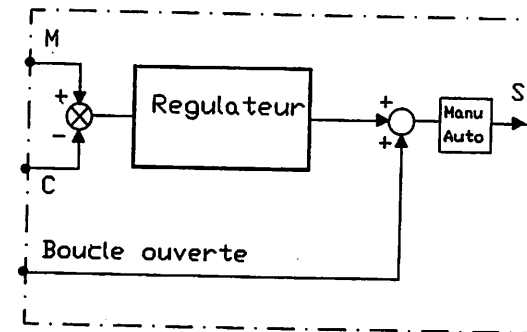 M
+
Regulateur
−
C
+
+
Manu
Auto
S
Boucle ouverte